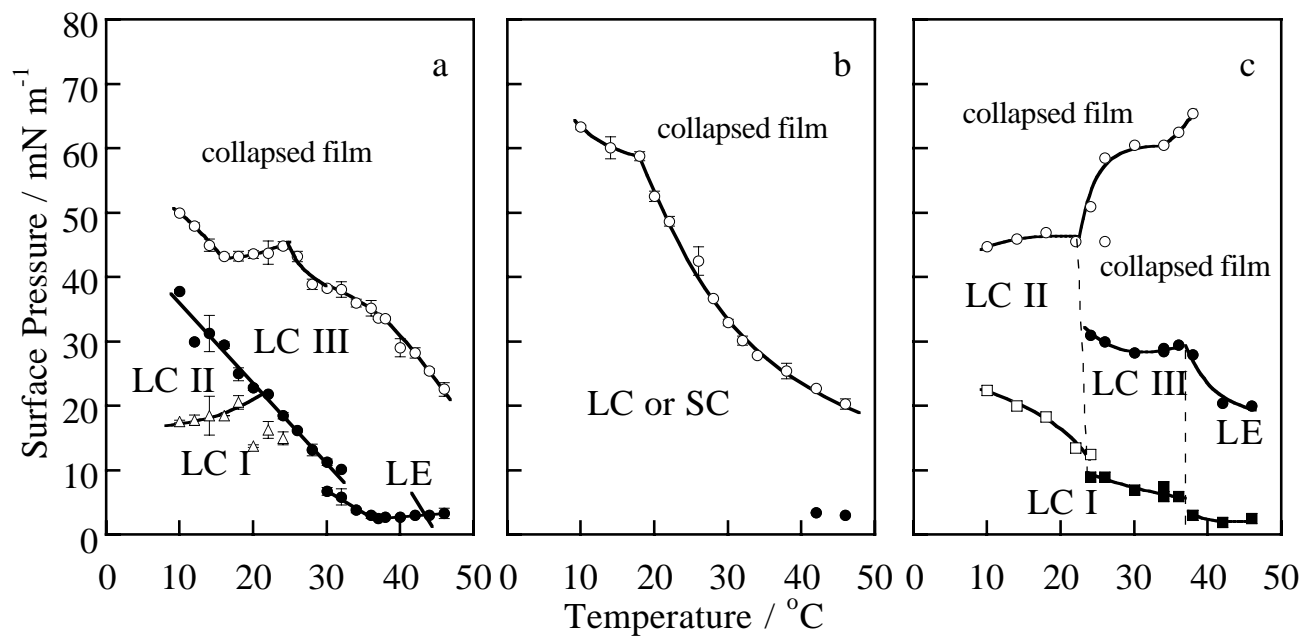 80
70
60
50
40
30
20
10
0
Surface Pressure / mN m⁻¹
a
collapsed film
LC III
LC II
LC I
LE
0 10 20 30 40 50
b
collapsed film
LC or SC
0 10 20 30 40 50
c
collapsed film
collapsed film
LC II
LC III
LE
LC I
0 10 20 30 40 50
Temperature / °C